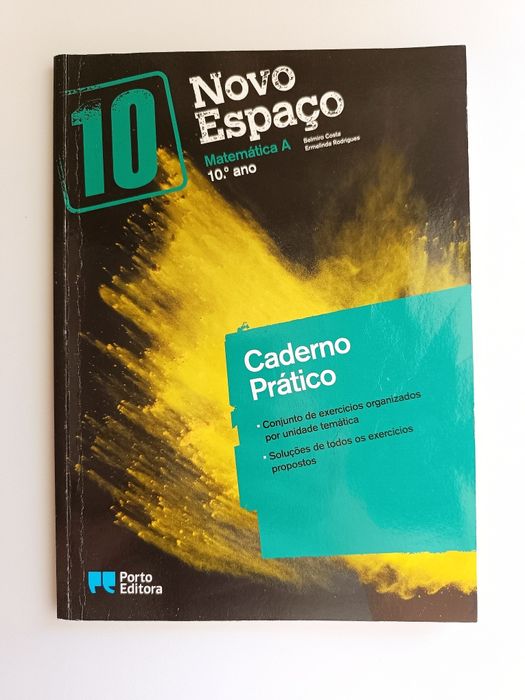 10
Novo
Espaço
Matemática A
10.º ano
Belmiro Costa
Ermelinda Rodrigues
Caderno
Prático
• Conjunto de exercícios organizados
por unidade temática
• Soluções de todos os exercícios
propostos
Porto
Editora